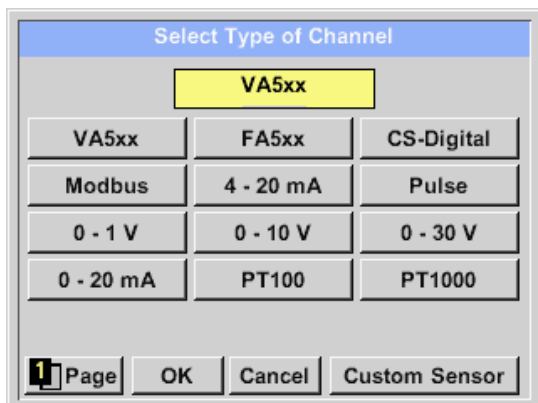 Select Type of Channel
VA5xx
VA5xx FA5xx CS-Digital
Modbus 4 - 20 mA Pulse
0 - 1 V 0 - 10 V 0 - 30 V
0 - 20 mA PT100 PT1000
1 Page OK Cancel Custom Sensor